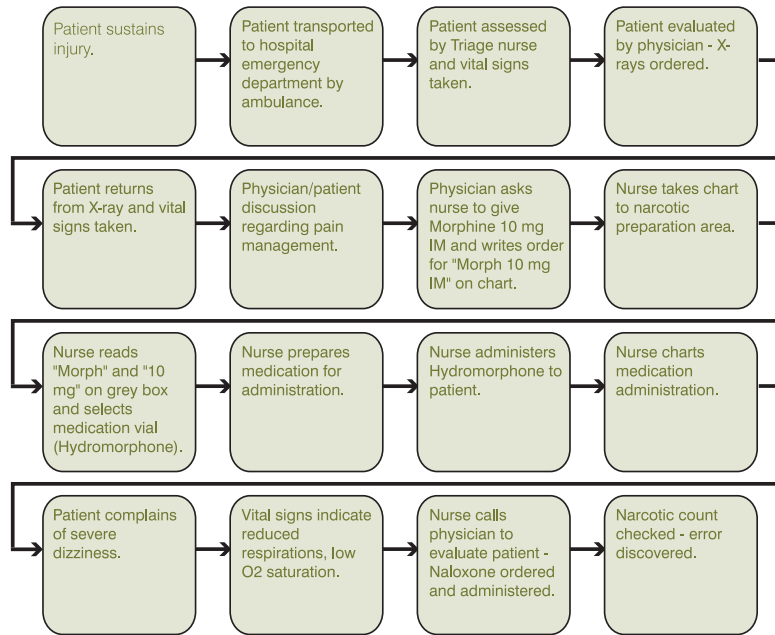 Patient sustains
injury.
Patient transported
to hospital
emergency
department by
ambulance.
Patient assessed
by Triage nurse
and vital signs
taken.
Patient evaluated
by physician - X-
rays ordered.
Patient returns
from X-ray and vital
signs taken.
Physician/patient
discussion
regarding pain
management.
Physician asks
nurse to give
Morphine 10 mg
IM and writes order
for "Morph 10 mg
IM" on chart.
Nurse takes chart
to narcotic
preparation area.
Nurse reads
"Morph" and "10
mg" on grey box
and selects
medication vial
(Hydromorphone).
Nurse prepares
medication for
administration.
Nurse administers
Hydromorphone to
patient.
Nurse charts
medication
administration.
Patient complains
of severe
dizziness.
Vital signs indicate
reduced
respirations, low
O2 saturation.
Nurse calls
physician to
evaluate patient -
Naloxone ordered
and administered.
Narcotic count
checked - error
discovered.